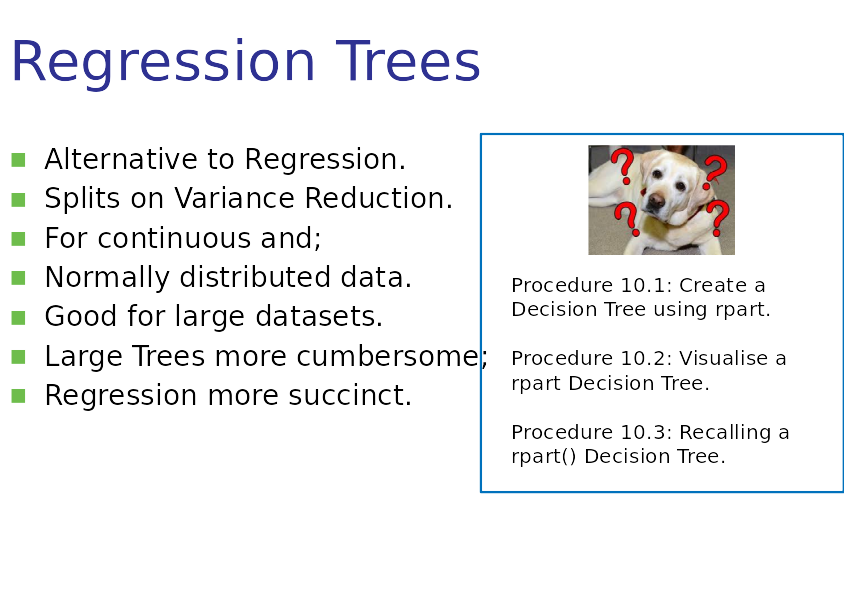 Regression Trees
Alternative to Regression.
Splits on Variance Reduction.
For continuous and;
Normally distributed data.
Good for large datasets.
Large Trees more cumbersome;
Regression more succinct.
? ? ? ?
Procedure 10.1: Create a
Decision Tree using rpart.
Procedure 10.2: Visualise a
rpart Decision Tree.
Procedure 10.3: Recalling a
rpart() Decision Tree.